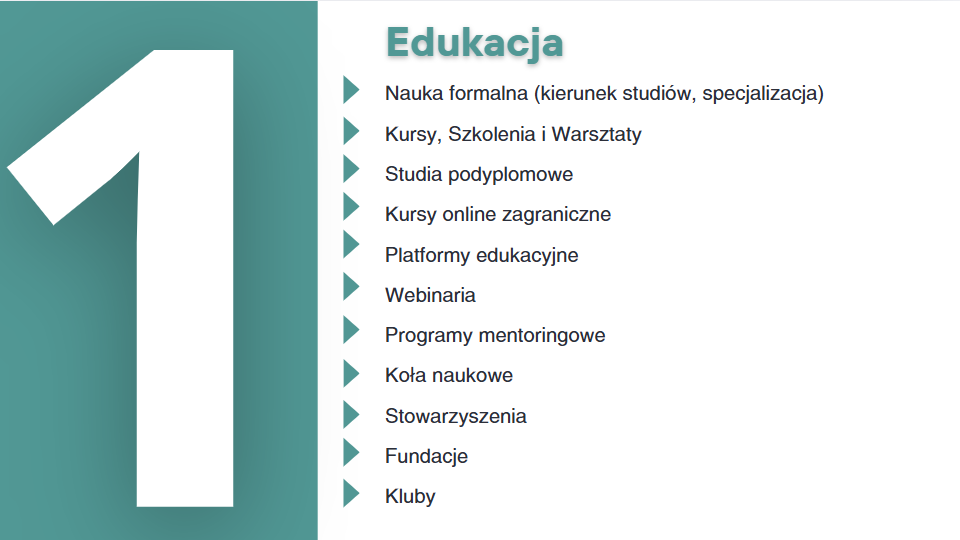 1
Edukacja
Nauka formalna (kierunek studiów, specjalizacja)
Kursy, Szkolenia i Warsztaty
Studia podyplomowe
Kursy online zagraniczne
Platformy edukacyjne
Webinaria
Programy mentoringowe
Koła naukowe
Stowarzyszenia
Fundacje
Kluby